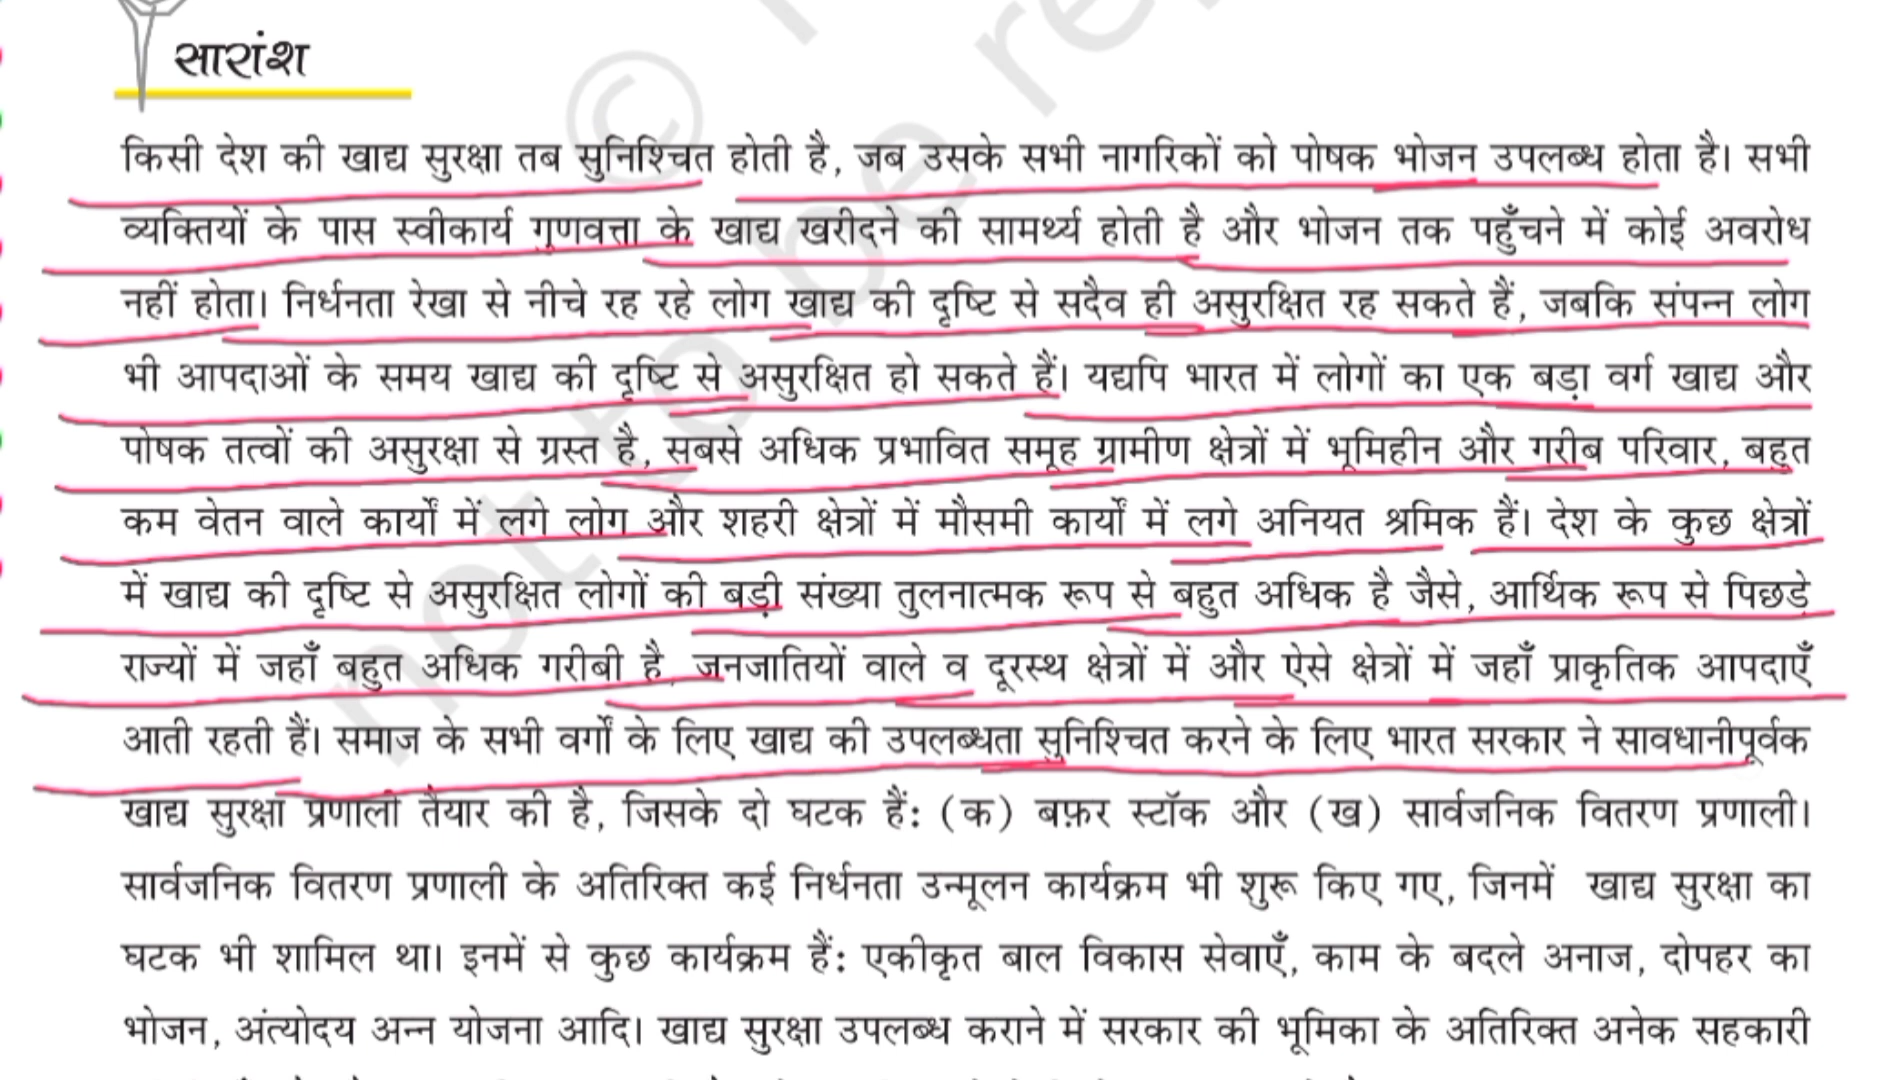 सारांश
किसी देश की खाद्य सुरक्षा तब सुनिश्चित होती है, जब उसके सभी नागरिकों को पोषक भोजन उपलब्ध होता है। सभी
व्यक्तियों के पास स्वीकार्य गुणवत्ता के खाद्य खरीदने की सामर्थ्य होती है और भोजन तक पहुँचने में कोई अवरोध
नहीं होता। निर्धनता रेखा से नीचे रह रहे लोग खाद्य की दृष्टि से सदैव ही असुरक्षित रह सकते हैं, जबकि संपन्न लोग
भी आपदाओं के समय खाद्य की दृष्टि से असुरक्षित हो सकते हैं। यद्यपि भारत में लोगों का एक बड़ा वर्ग खाद्य और
पोषक तत्वों की असुरक्षा से ग्रस्त है, सबसे अधिक प्रभावित समूह ग्रामीण क्षेत्रों में भूमिहीन और गरीब परिवार, बहुत
कम वेतन वाले कार्यों में लगे लोग और शहरी क्षेत्रों में मौसमी कार्यों में लगे अनियत श्रमिक हैं। देश के कुछ क्षेत्रों
में खाद्य की दृष्टि से असुरक्षित लोगों की बड़ी संख्या तुलनात्मक रूप से बहुत अधिक है जैसे, आर्थिक रूप से पिछड़े
राज्यों में जहाँ बहुत अधिक गरीबी है, जनजातियों वाले व दूरस्थ क्षेत्रों में और ऐसे क्षेत्रों में जहाँ प्राकृतिक आपदाएँ
आती रहती हैं। समाज के सभी वर्गों के लिए खाद्य की उपलब्धता सुनिश्चित करने के लिए भारत सरकार ने सावधानीपूर्वक
खाद्य सुरक्षा प्रणाली तैयार की है, जिसके दो घटक हैं: (क) बफ़र स्टॉक और (ख) सार्वजनिक वितरण प्रणाली।
सार्वजनिक वितरण प्रणाली के अतिरिक्त कई निर्धनता उन्मूलन कार्यक्रम भी शुरू किए गए, जिनमें खाद्य सुरक्षा का
घटक भी शामिल था। इनमें से कुछ कार्यक्रम हैं: एकीकृत बाल विकास सेवाएँ, काम के बदले अनाज, दोपहर का
भोजन, अंत्योदय अन्न योजना आदि। खाद्य सुरक्षा उपलब्ध कराने में सरकार की भूमिका के अतिरिक्त अनेक सहकारी
©
not to be re